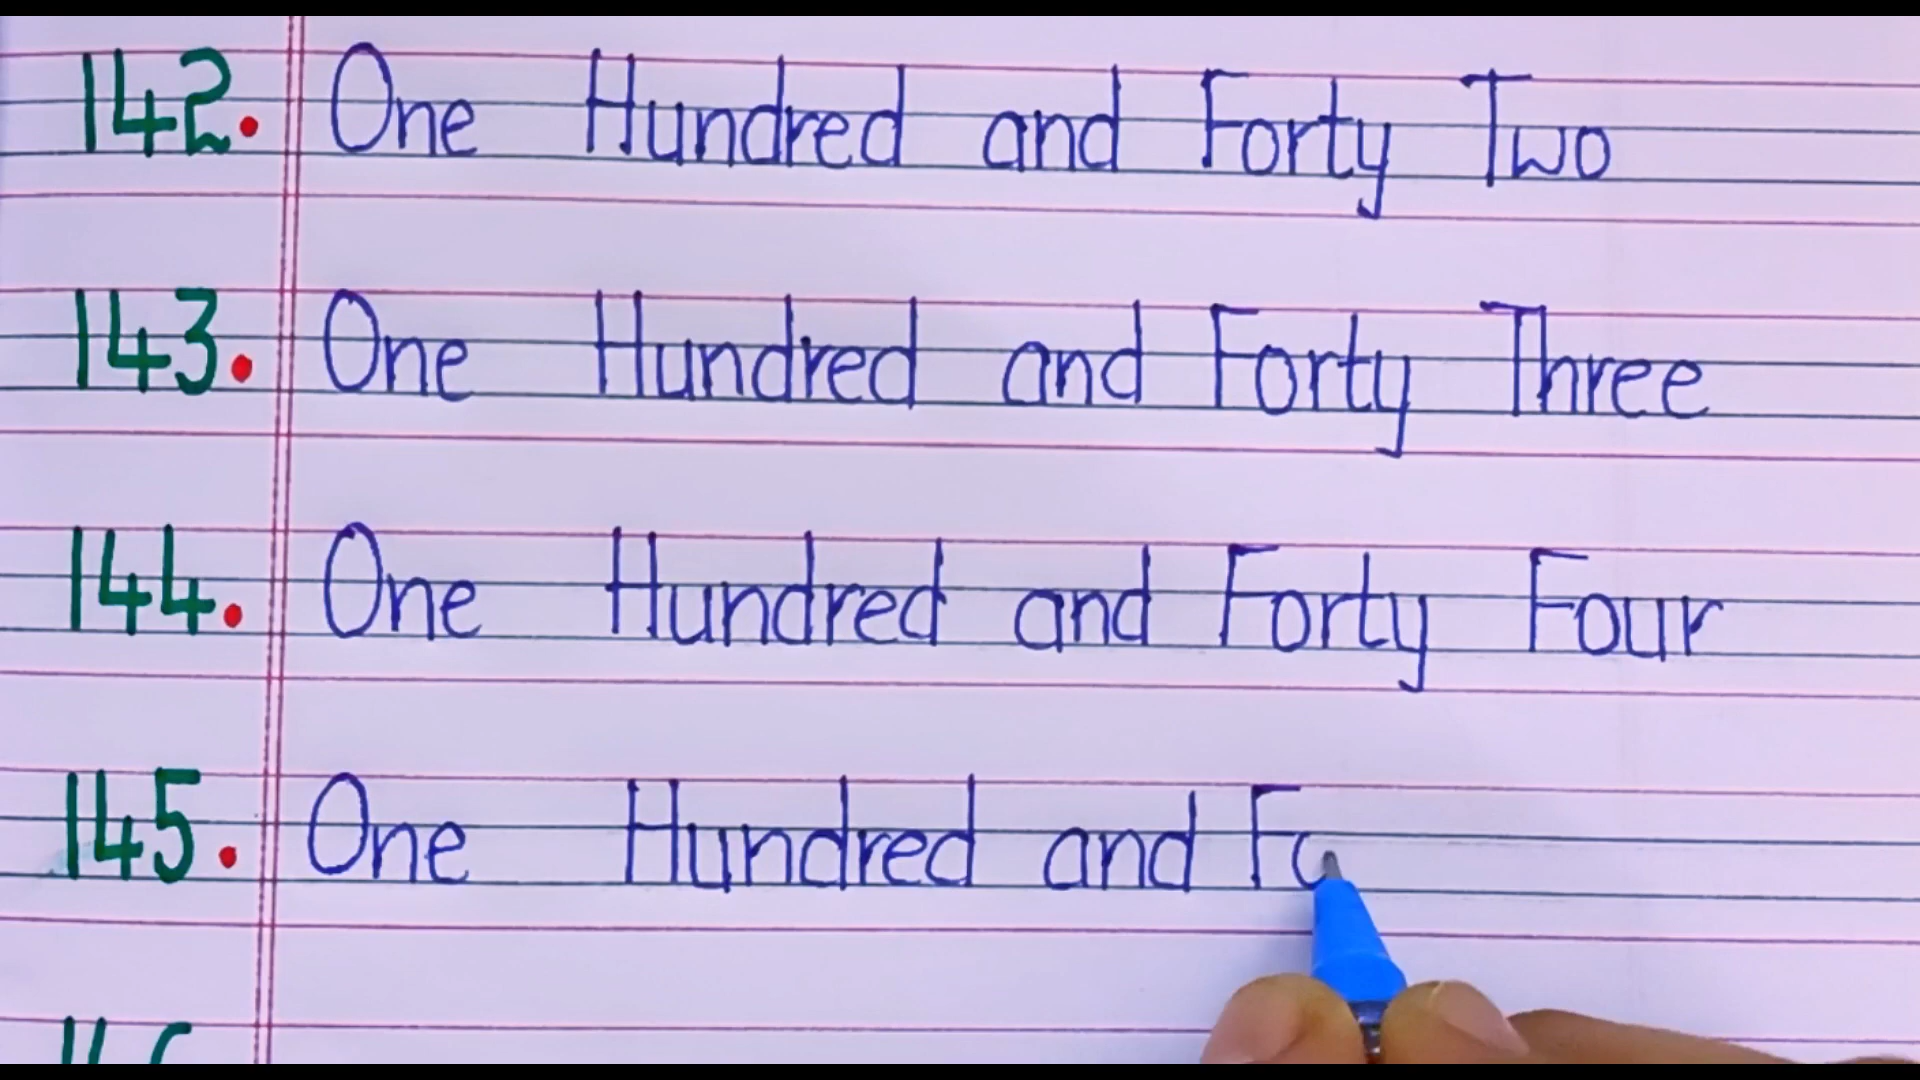 142. One Hundred and Forty Two
143. One Hundred and Forty Three
144. One Hundred and Forty Four
145. One Hundred and Fo